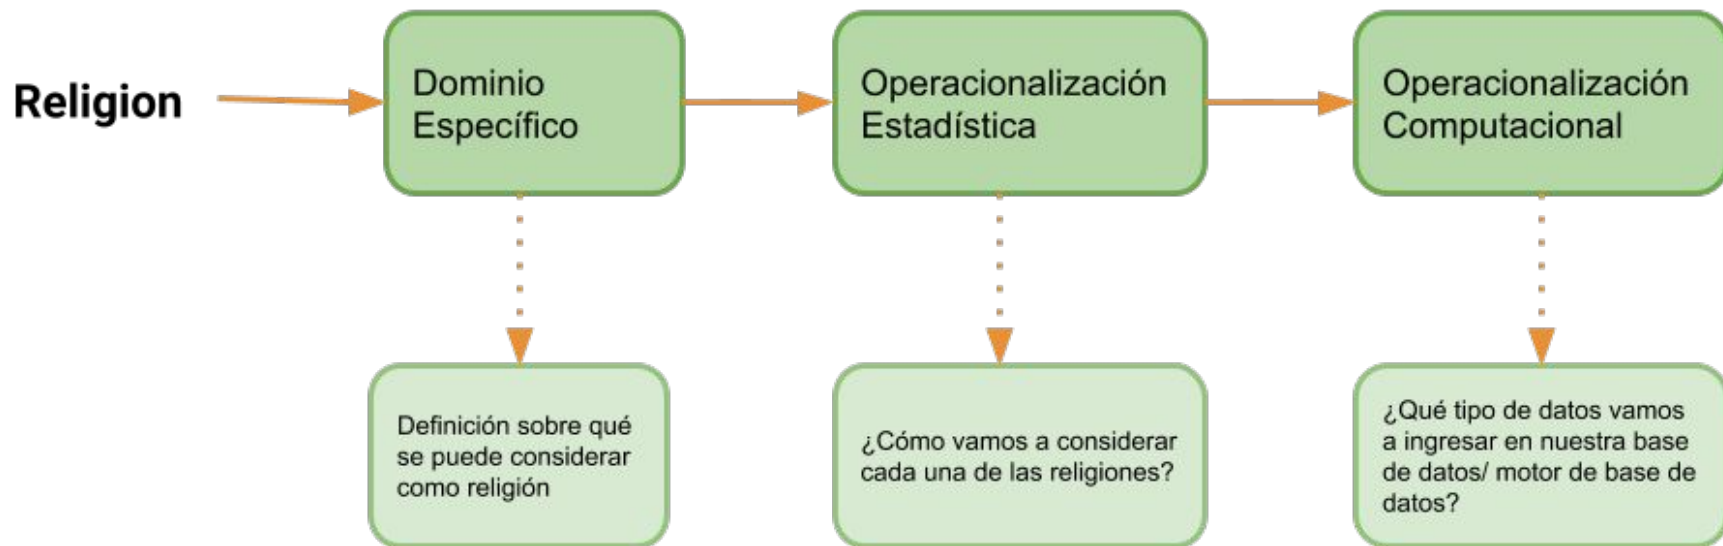 Religion
Dominio
Específico
Operacionalización
Estadística
Operacionalización
Computacional
Definición sobre qué
se puede considerar
como religión
¿Cómo vamos a considerar
cada una de las religiones?
¿Qué tipo de datos vamos
a ingresar en nuestra base
de datos/ motor de base de
datos?